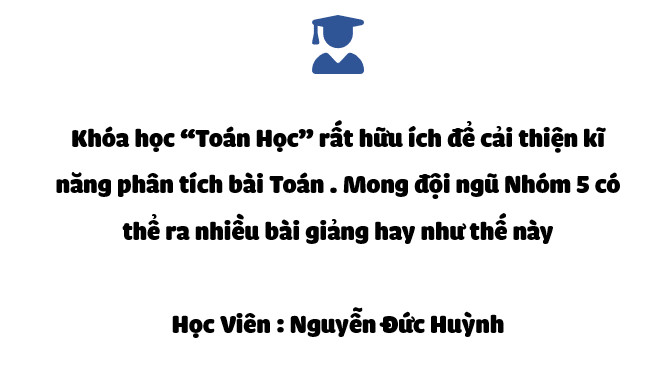 Khóa học “Toán Học” rất hữu ích để cải thiện kĩ
năng phân tích bài Toán . Mong đội ngũ Nhóm 5 có
thể ra nhiều bài giảng hay như thế này
Học Viên : Nguyễn Đức Huỳnh